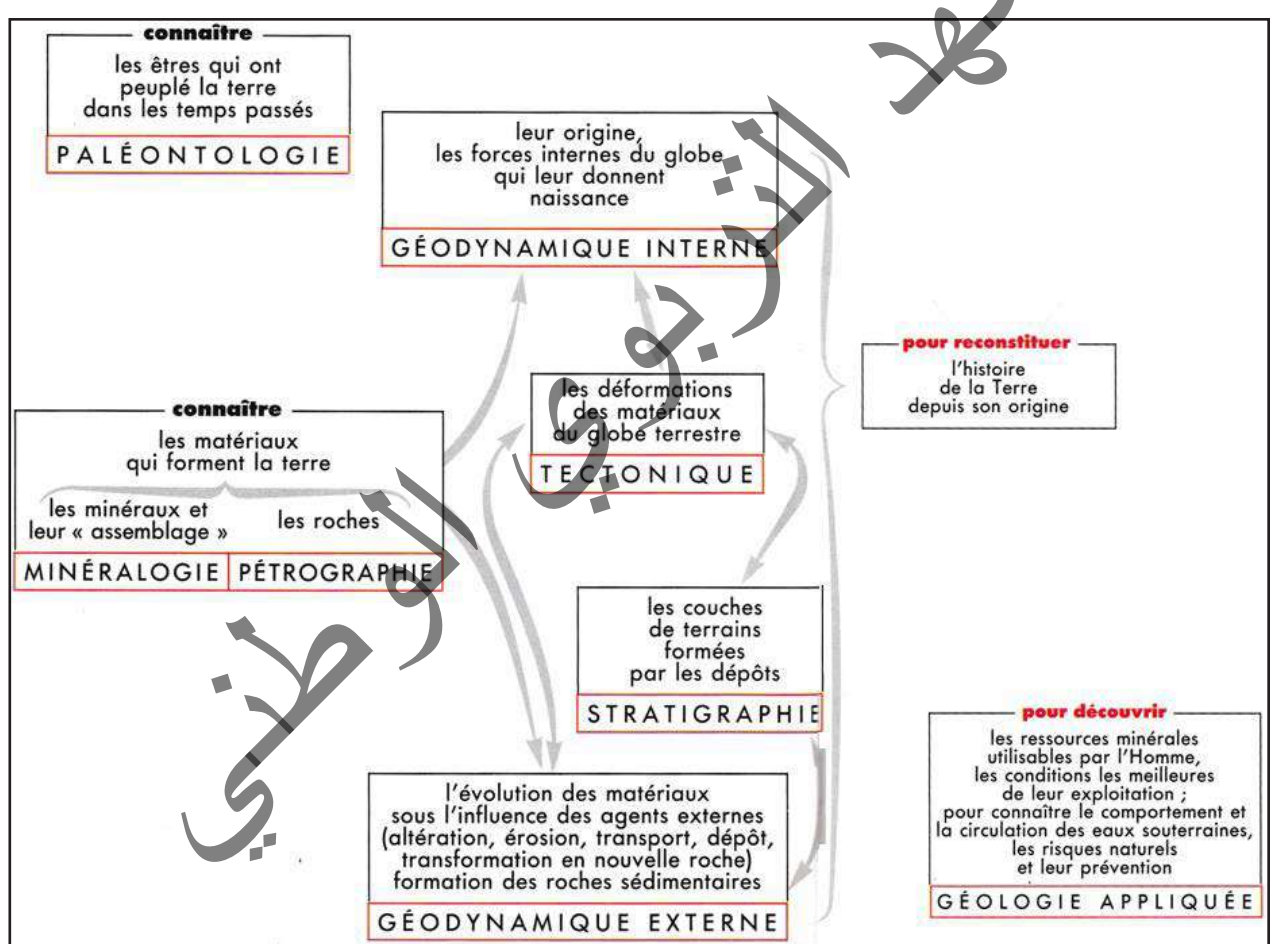 connaître
les êtres qui ont
peuplé la terre
dans les temps passés
PALÉONTOLOGIE
leur origine,
les forces internes du globe
qui leur donnent
naissance
GÉODYNAMIQUE INTERNE
pour reconstituer
l'histoire
de la Terre
depuis son origine
les déformations
des matériaux
du globe terrestre
TECTONIQUE
connaître
les matériaux
qui forment la terre
les minéraux et
leur « assemblage »
les roches
MINÉRALOGIE
PÉTROGRAPHIE
les couches
de terrains
formées
par les dépôts
STRATIGRAPHIE
pour découvrir
les ressources minérales
utilisables par l'Homme,
les conditions les meilleures
de leur exploitation ;
pour connaître le comportement et
la circulation des eaux souterraines,
les risques naturels
et leur prévention
GÉOLOGIE APPLIQUÉE
l'évolution des matériaux
sous l'influence des agents externes
(altération, érosion, transport, dépôt,
transformation en nouvelle roche)
formation des roches sédimentaires
GÉODYNAMIQUE EXTERNE
التربوي الوطني